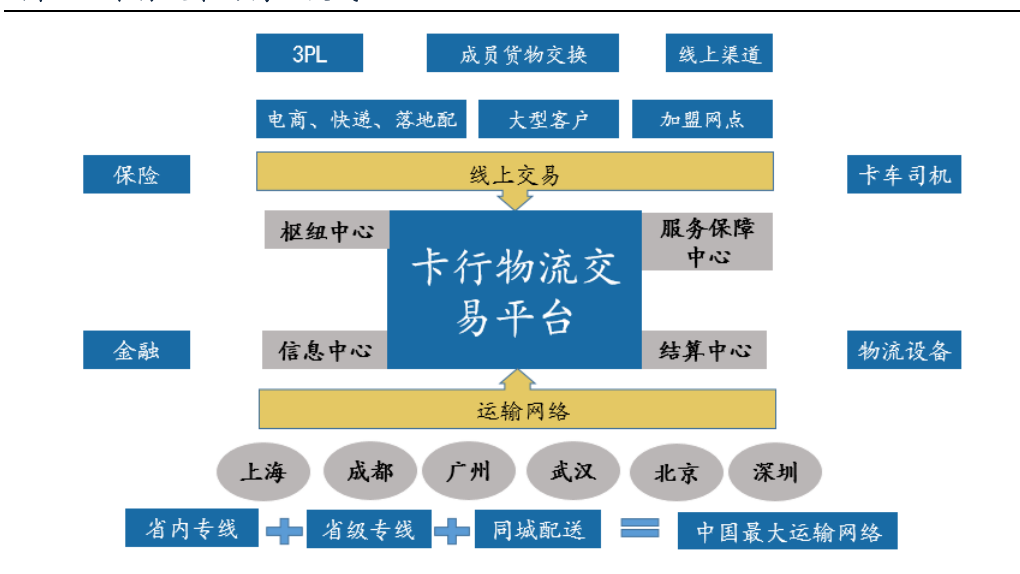 3PL
成员货物交换
线上渠道
电商、快递、落地配
大型客户
加盟网点
保险
线上交易
卡车司机
枢纽中心
服务保障
中心
卡行物流交
易平台
金融
信息中心
结算中心
物流设备
运输网络
上海
成都
广州
武汉
北京
深圳
省内专线
省级专线
同城配送
中国最大运输网络